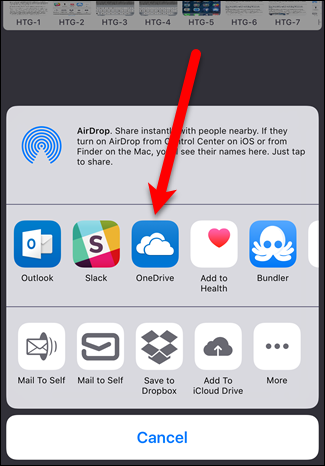 HTG-1 HTG-2 HTG-3 HTG-4 HTG-5 HTG-6 HTG-7
AirDrop. Share instantly with people nearby. If they
turn on AirDrop from Control Center on iOS or from
Finder on the Mac, you'll see their names here. Just tap
to share.
Outlook Slack OneDrive Add to Health Bundler
Mail To Self Mail to Self Save to Dropbox Add To iCloud Drive More
Cancel